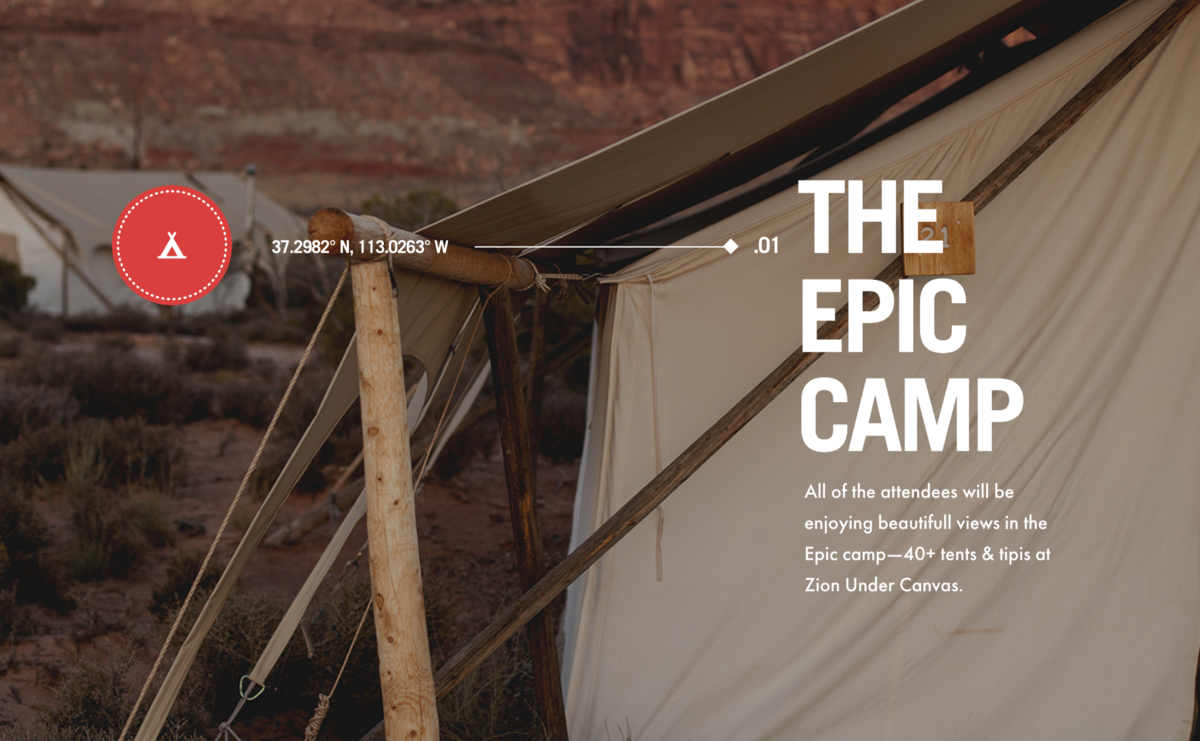 37.2982° N, 113.0263° W
.01
THE
EPIC
CAMP
21
All of the attendees will be
enjoying beautifull views in the
Epic camp—40+ tents & tipis at
Zion Under Canvas.